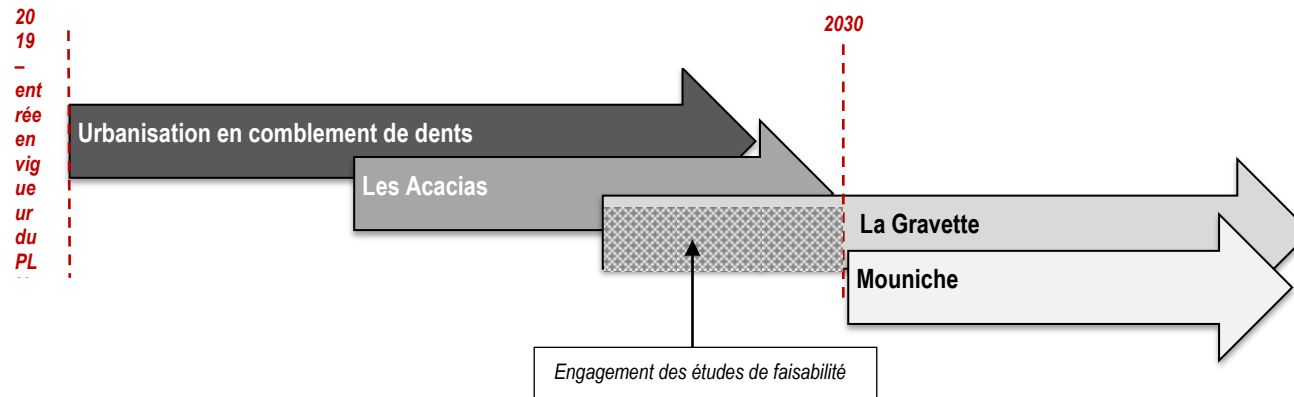 20
19
–
ent
rée
en
vig
ue
ur
du
PL
2030
Urbanisation en comblement de dents
Les Acacias
La Gravette
Mouniche
Engagement des études de faisabilité